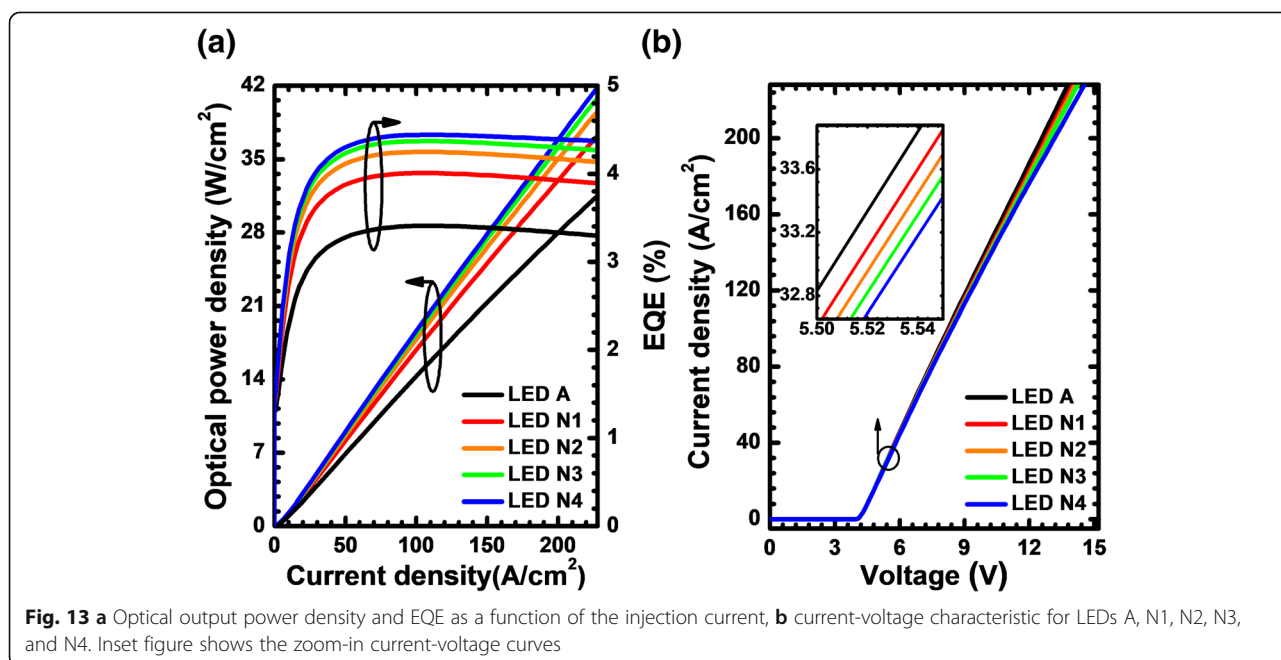 (a)
42
35
28
21
14
7
0
Optical power density (W/cm²)
5
4
3
2
1
0
EQE (%)
LED A
LED N1
LED N2
LED N3
LED N4
0 50 100 150 200
Current density(A/cm²)
(b)
200
160
120
80
40
0
Current density (A/cm²)
33.6
33.2
32.8
5.50 5.52 5.54
LED A
LED N1
LED N2
LED N3
LED N4
0 3 6 9 12 15
Voltage (V)
Fig. 13 a Optical output power density and EQE as a function of the injection current, b current-voltage characteristic for LEDs A, N1, N2, N3,
and N4. Inset figure shows the zoom-in current-voltage curves